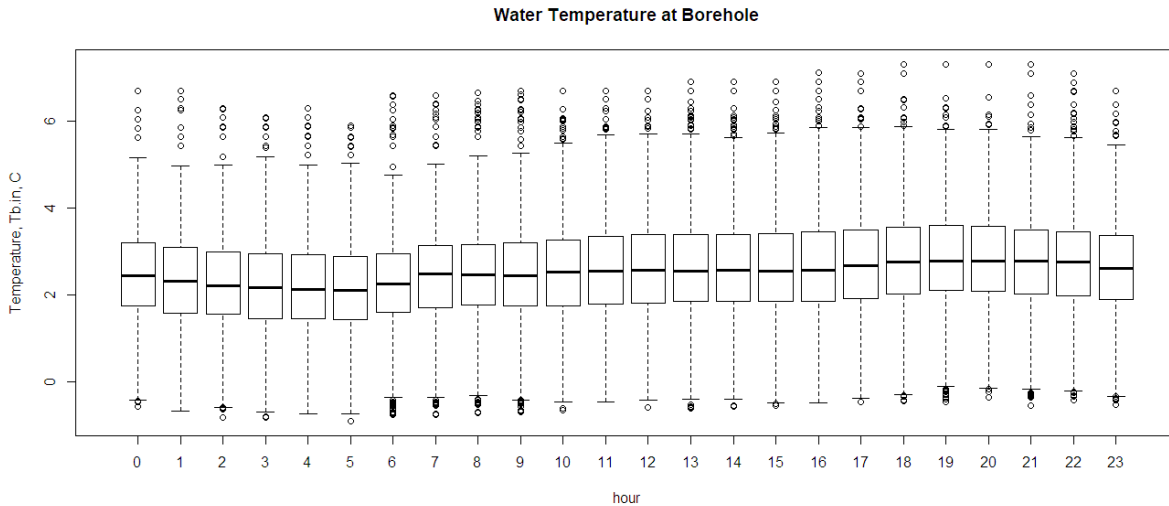 Water Temperature at Borehole
Temperature, Tb.in, C
6
4
2
0
0 1 2 3 4 5 6 7 8 9 10 11 12 13 14 15 16 17 18 19 20 21 22 23
hour